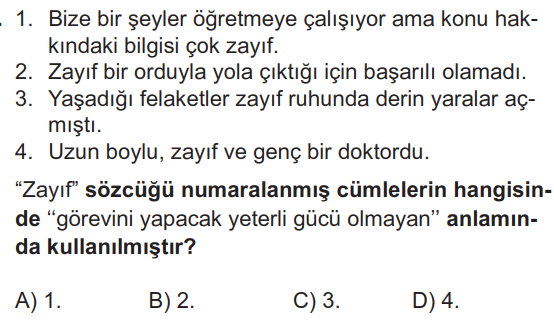 1. Bize bir şeyler öğretmeye çalışıyor ama konu hak-
kındaki bilgisi çok zayıf.
2. Zayıf bir orduyla yola çıktığı için başarılı olamadı.
3. Yaşadığı felaketler zayıf ruhunda derin yaralar aç-
mıştı.
4. Uzun boylu, zayıf ve genç bir doktordu.
“Zayıf” sözcüğü numaralanmış cümlelerin hangisin-
de ‘‘görevini yapacak yeterli gücü olmayan’’ anlamın-
da kullanılmıştır?
A) 1. B) 2. C) 3. D) 4.